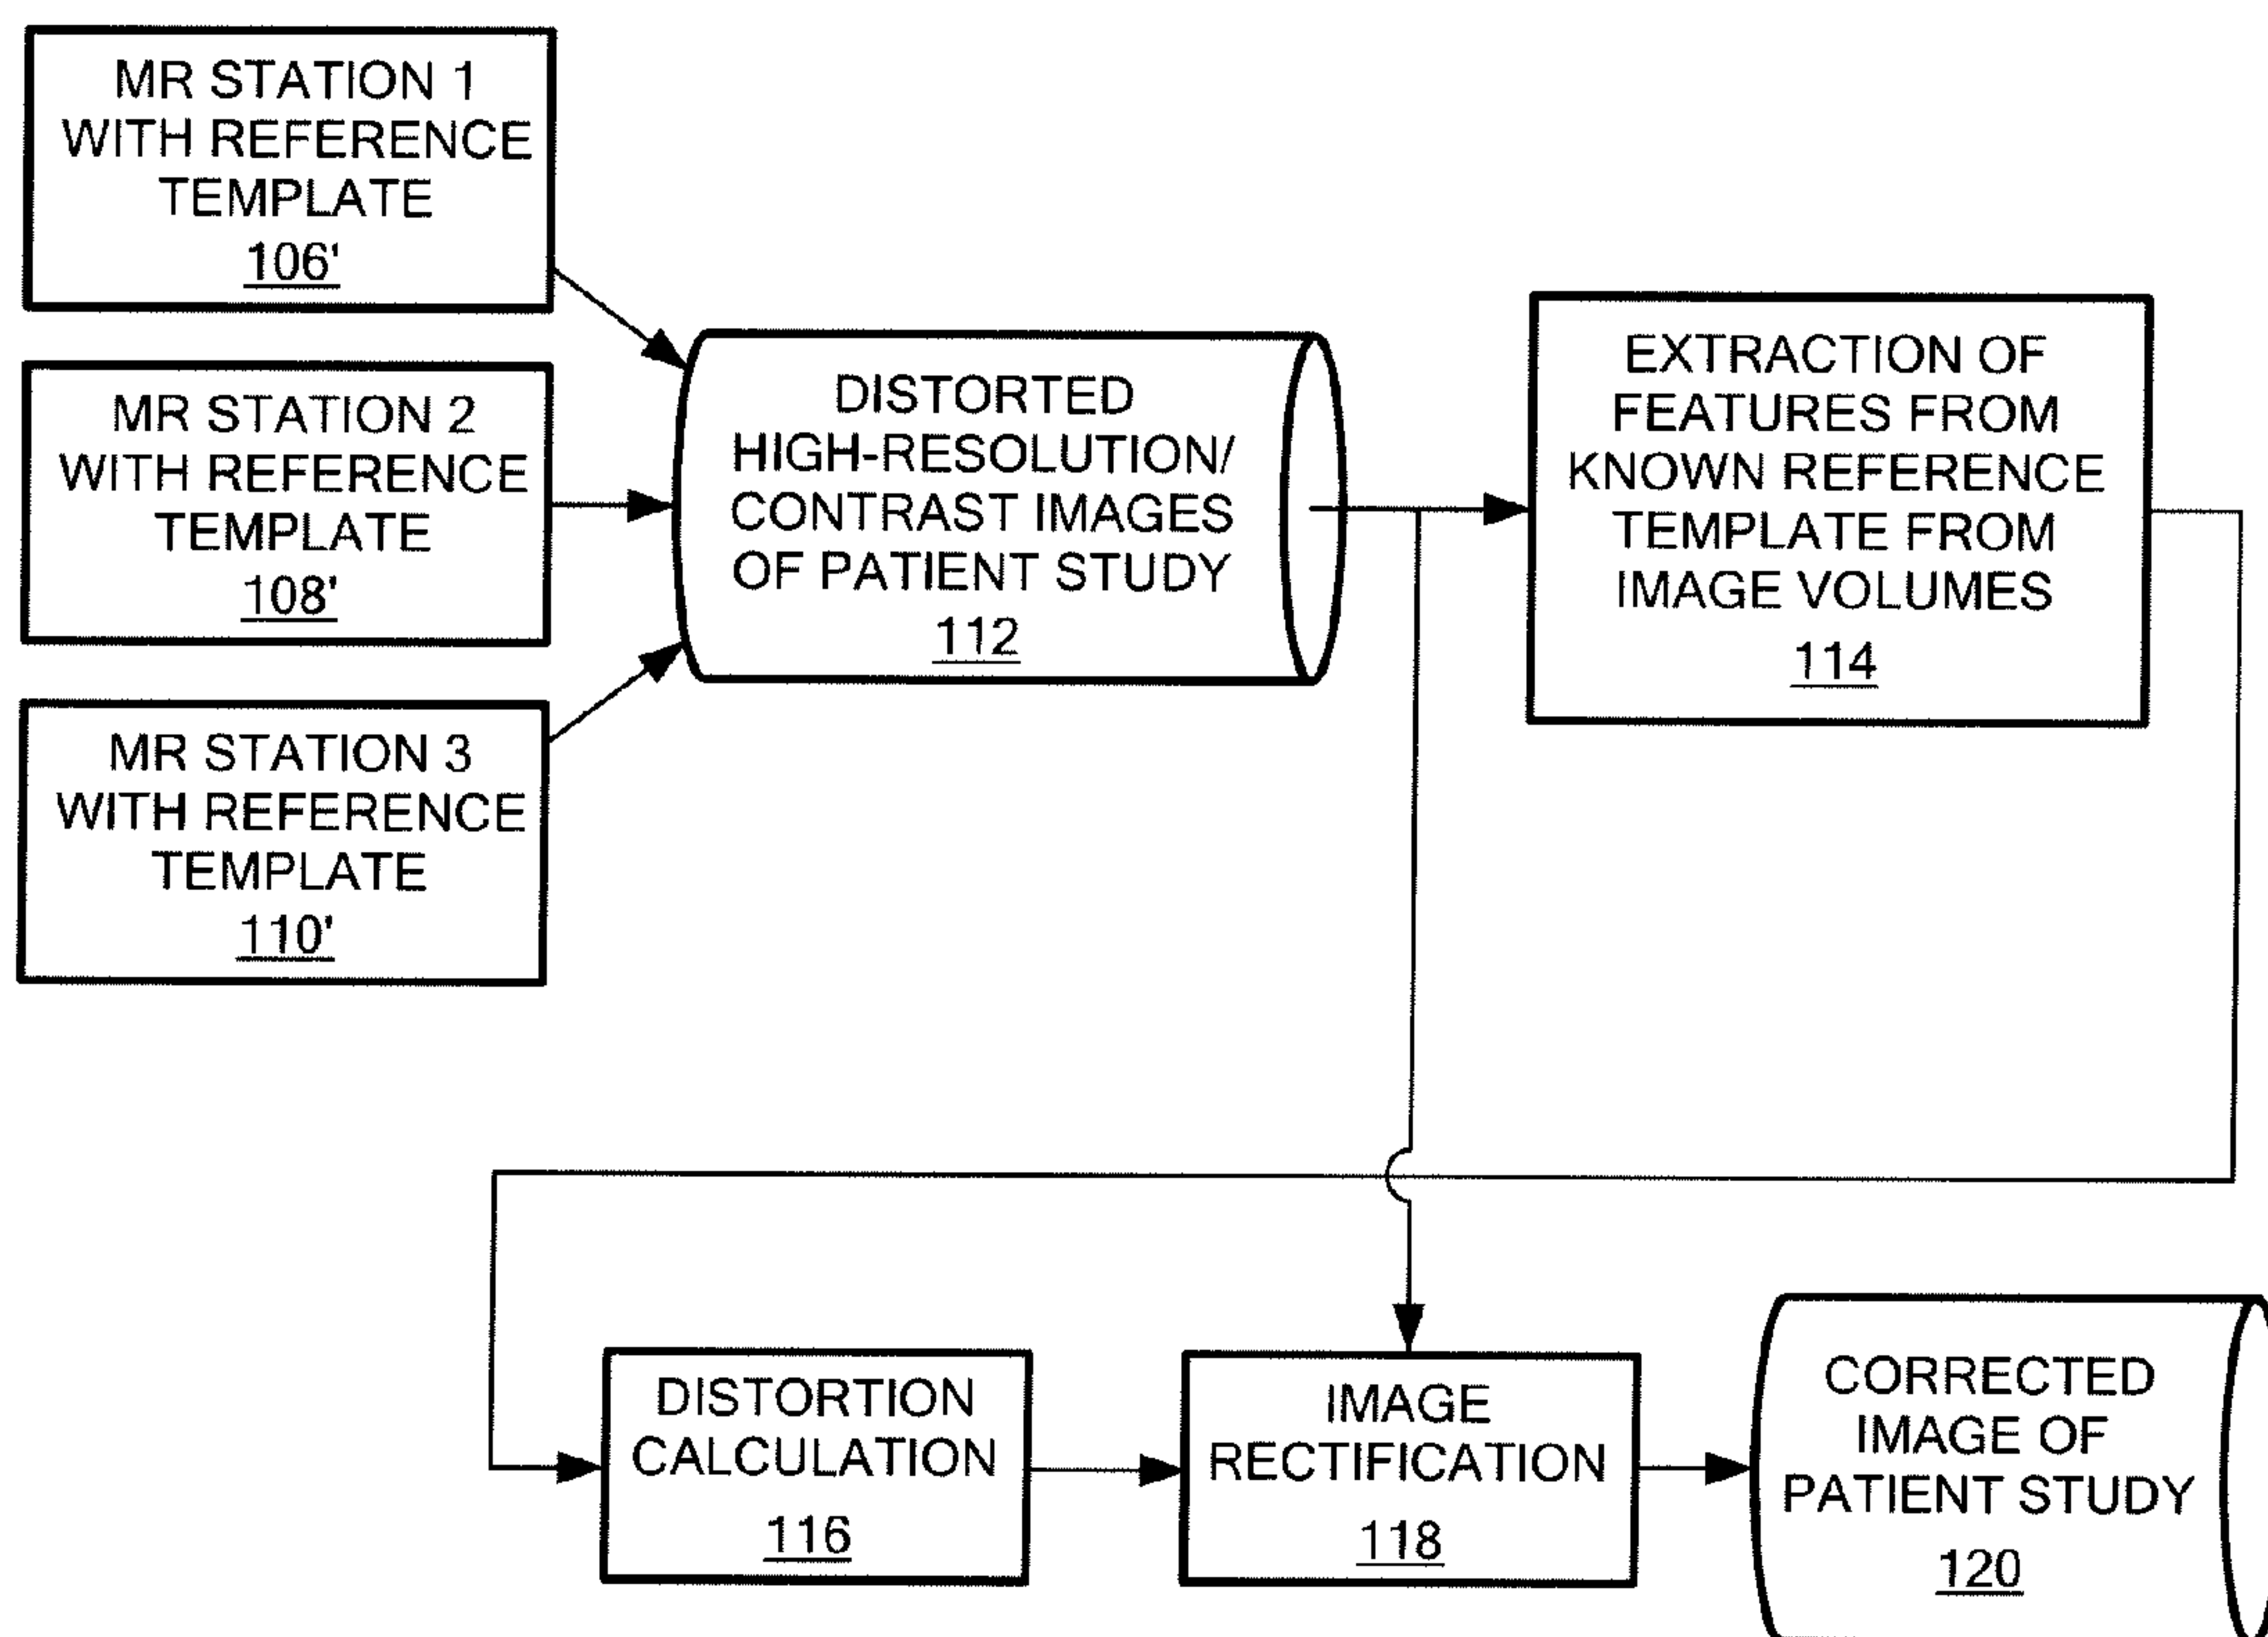 MR STATION 1
WITH REFERENCE
TEMPLATE
106'
MR STATION 2
WITH REFERENCE
TEMPLATE
108'
MR STATION 3
WITH REFERENCE
TEMPLATE
110'
DISTORTED
HIGH-RESOLUTION/
CONTRAST IMAGES
OF PATIENT STUDY
112
EXTRACTION OF
FEATURES FROM
KNOWN REFERENCE
TEMPLATE FROM
IMAGE VOLUMES
114
DISTORTION
CALCULATION
116
IMAGE
RECTIFICATION
118
CORRECTED
IMAGE OF
PATIENT STUDY
120